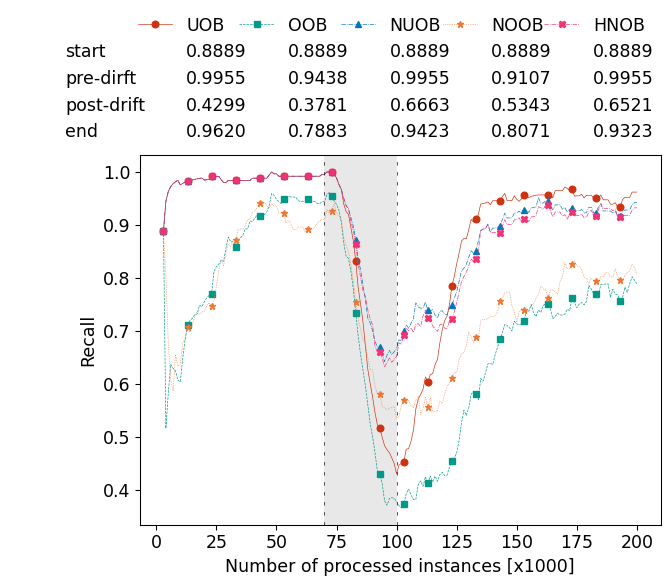 UOB OOB NUOB NOOB HNOB
start 0.8889 0.8889 0.8889 0.8889 0.8889
pre-dirft 0.9955 0.9438 0.9955 0.9107 0.9955
post-drift 0.4299 0.3781 0.6663 0.5343 0.6521
end 0.9620 0.7883 0.9423 0.8071 0.9323
1.0
0.9
0.8
0.7
0.6
0.5
0.4
Recall
0 25 50 75 100 125 150 175 200
Number of processed instances [x1000]